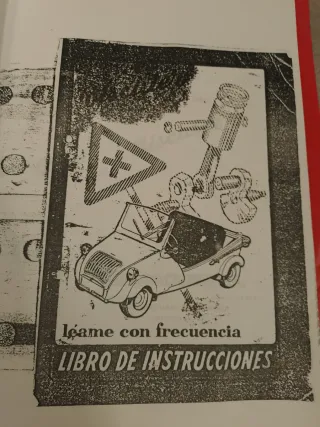 léame con frecuencia
LIBRO DE INSTRUCCIONES